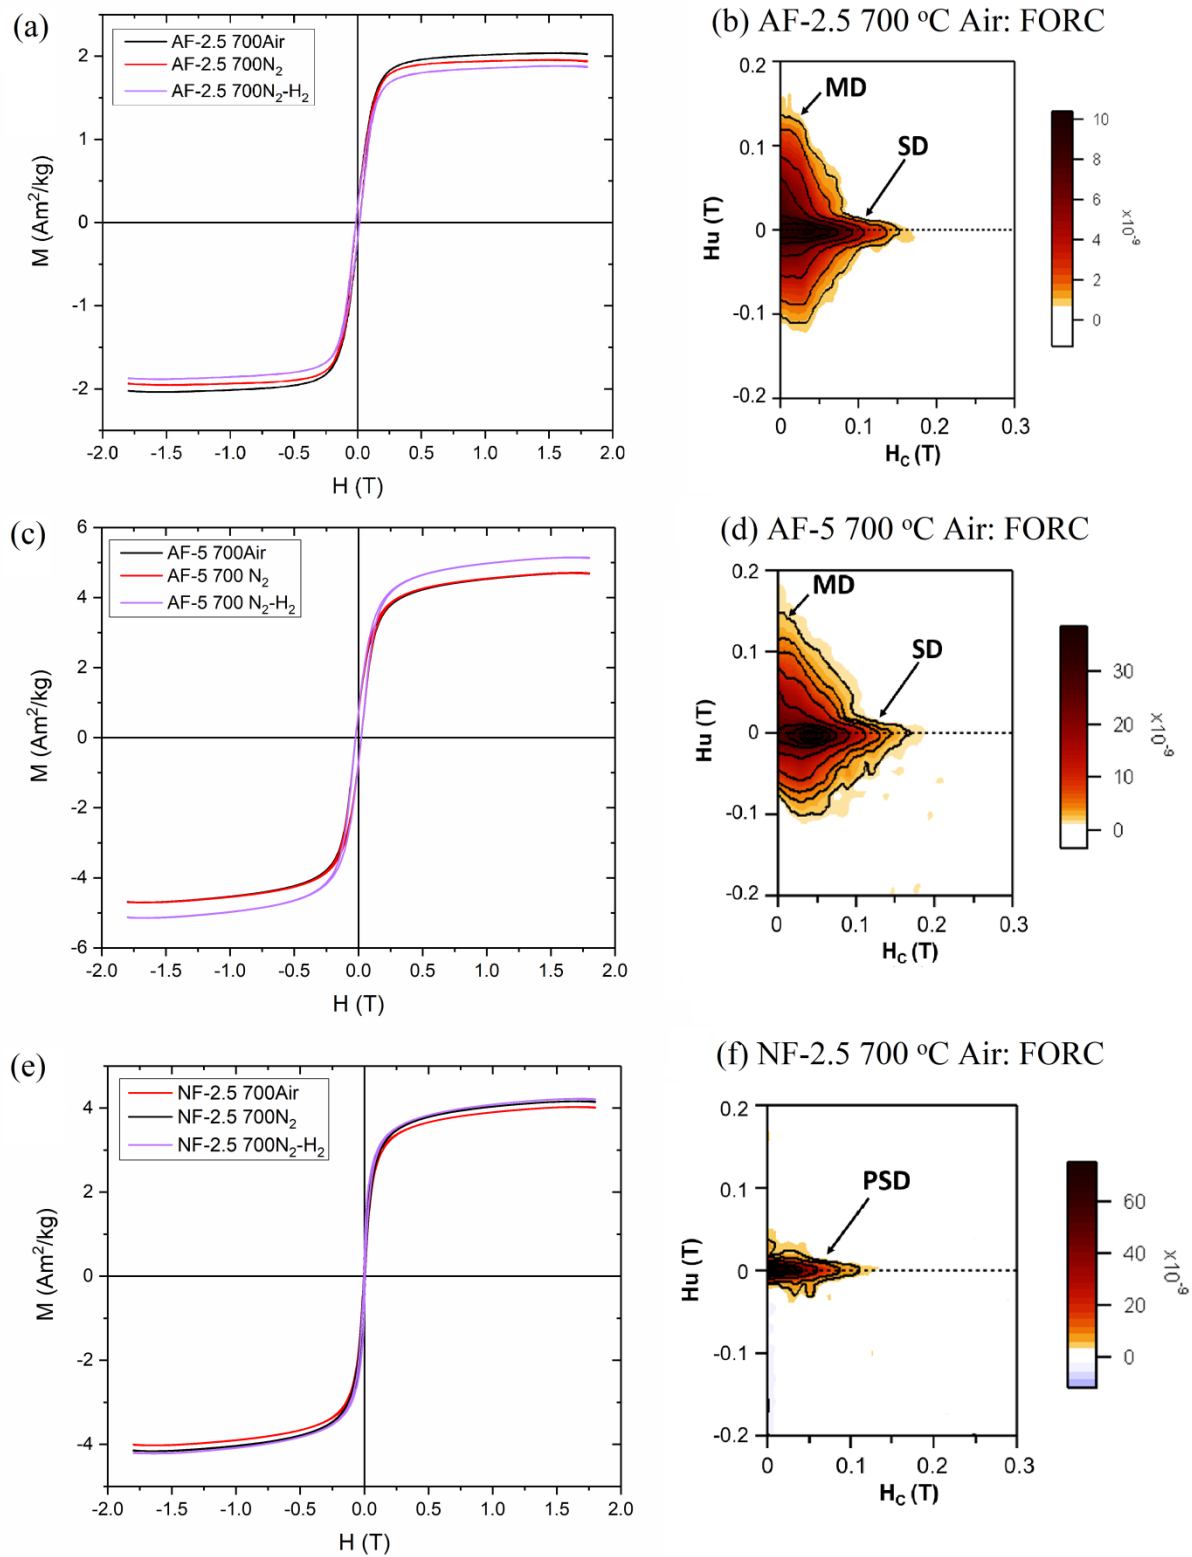 (a)
AF-2.5 700Air
AF-2.5 700N₂
AF-2.5 700N₂-H₂
2
1
0
-1
-2
M (Am²/kg)
-2.0 -1.5 -1.0 -0.5 0.0 0.5 1.0 1.5 2.0
H (T)
(b) AF-2.5 700 °C Air: FORC
MD
SD
0.2
0.1
0
-0.1
-0.2
Hu (T)
0 0.1 0.2 0.3
H_C (T)
10
8
6
4
2
0
x10⁻⁹
(c)
AF-5 700Air
AF-5 700 N₂
AF-5 700 N₂-H₂
6
4
2
0
-2
-4
-6
M (Am²/kg)
-2.0 -1.5 -1.0 -0.5 0.0 0.5 1.0 1.5 2.0
H (T)
(d) AF-5 700 °C Air: FORC
MD
SD
0.2
0.1
0
-0.1
-0.2
Hu (T)
0 0.1 0.2 0.3
H_C (T)
30
20
10
0
x10⁻⁹
(e)
NF-2.5 700Air
NF-2.5 700N₂
NF-2.5 700N₂-H₂
4
2
0
-2
-4
M (Am²/kg)
-2.0 -1.5 -1.0 -0.5 0.0 0.5 1.0 1.5 2.0
H (T)
(f) NF-2.5 700 °C Air: FORC
PSD
0.2
0.1
0
-0.1
-0.2
Hu (T)
0 0.1 0.2 0.3
H_C (T)
60
40
20
0
x10⁻⁹